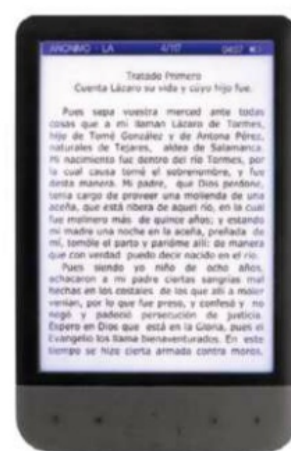 ANONIMO - LA 4/117 04:07
Tratado Primero
Cuenta Lázaro su vida y cúyo hijo fue.
Pues sepa vuestra merced ante todas
cosas que a mí llaman Lázaro de Tormes,
hijo de Tomé González y de Antona Pérez,
naturales de Tejares, aldea de Salamanca.
Mi nacimiento fue dentro del río Tormes, por
la cual causa tomé el sobrenombre, y fue
desta manera. Mi padre, que Dios perdone,
tenía cargo de proveer una molienda de una
aceña, que está ribera de aquel río, en la cual
fue molinero más de quince años; y estando
mi madre una noche en la aceña, preñada de
mí, tomóle el parto y parióme allí: de manera
que con verdad puedo decir nacido en el río.
Pues siendo yo niño de ocho años,
achacaron a mi padre ciertas sangrías mal
hechas en los costales de los que allí a moler
venían, por lo que fue preso, y confesó y no
negó y padeció persecución de justicia.
Espero en Dios que está en la Gloria, pues el
Evangelio los llama bienaventurados. En este
tiempo se hizo cierta armada contra moros,